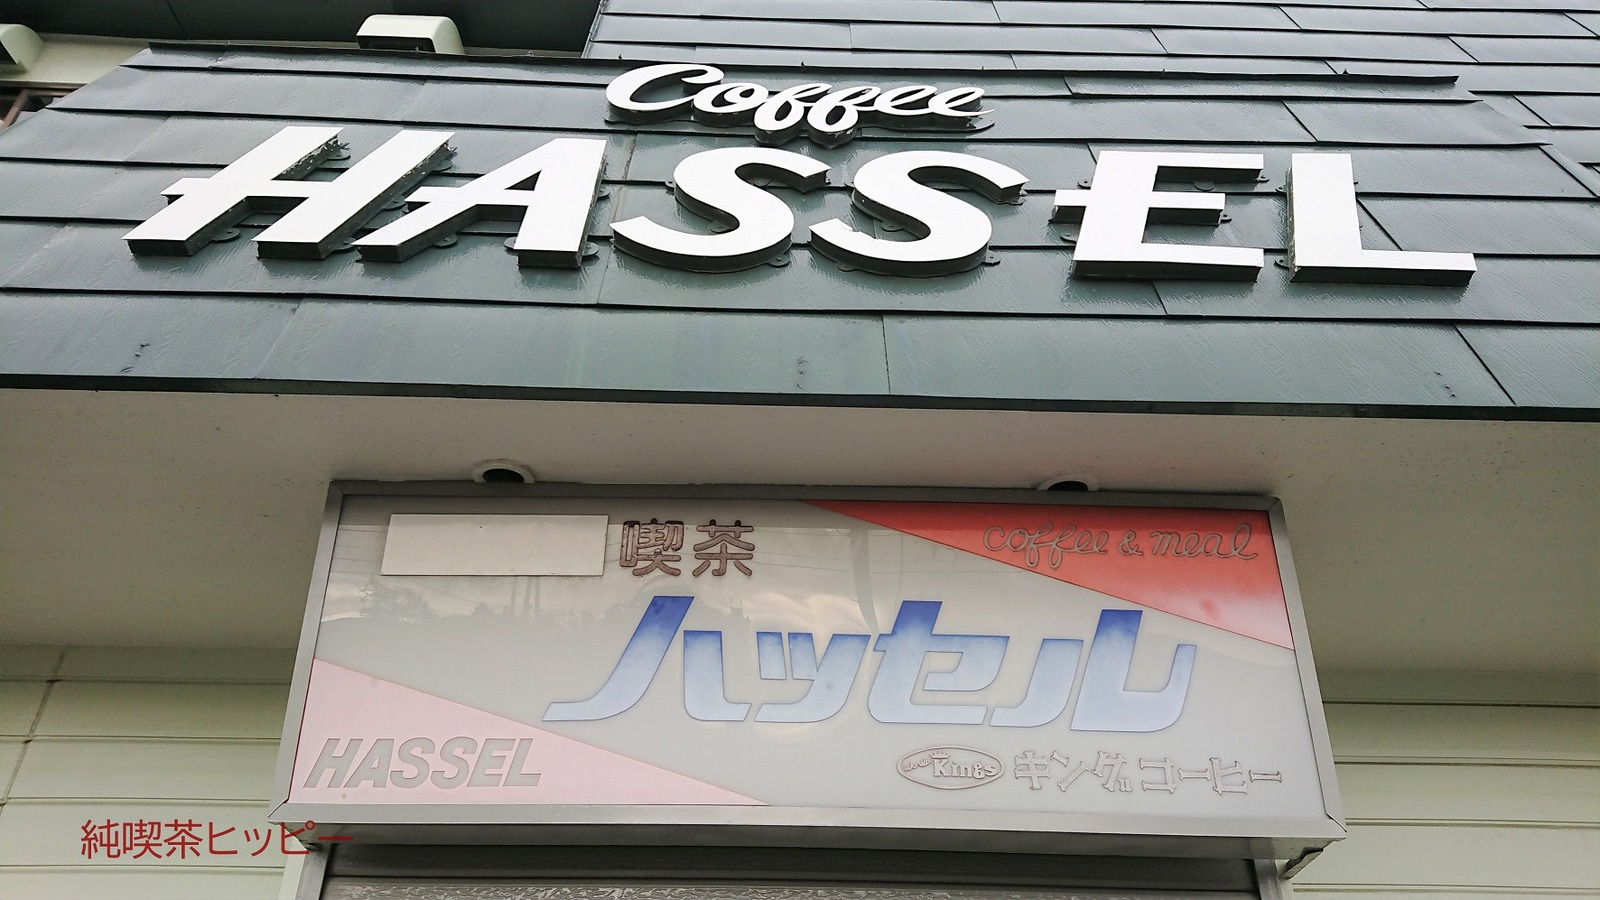 Coffee
HASSEL
喫茶
coffee & meal
ハッセル
HASSEL
Kings
キングコーヒー
純喫茶ヒッピー